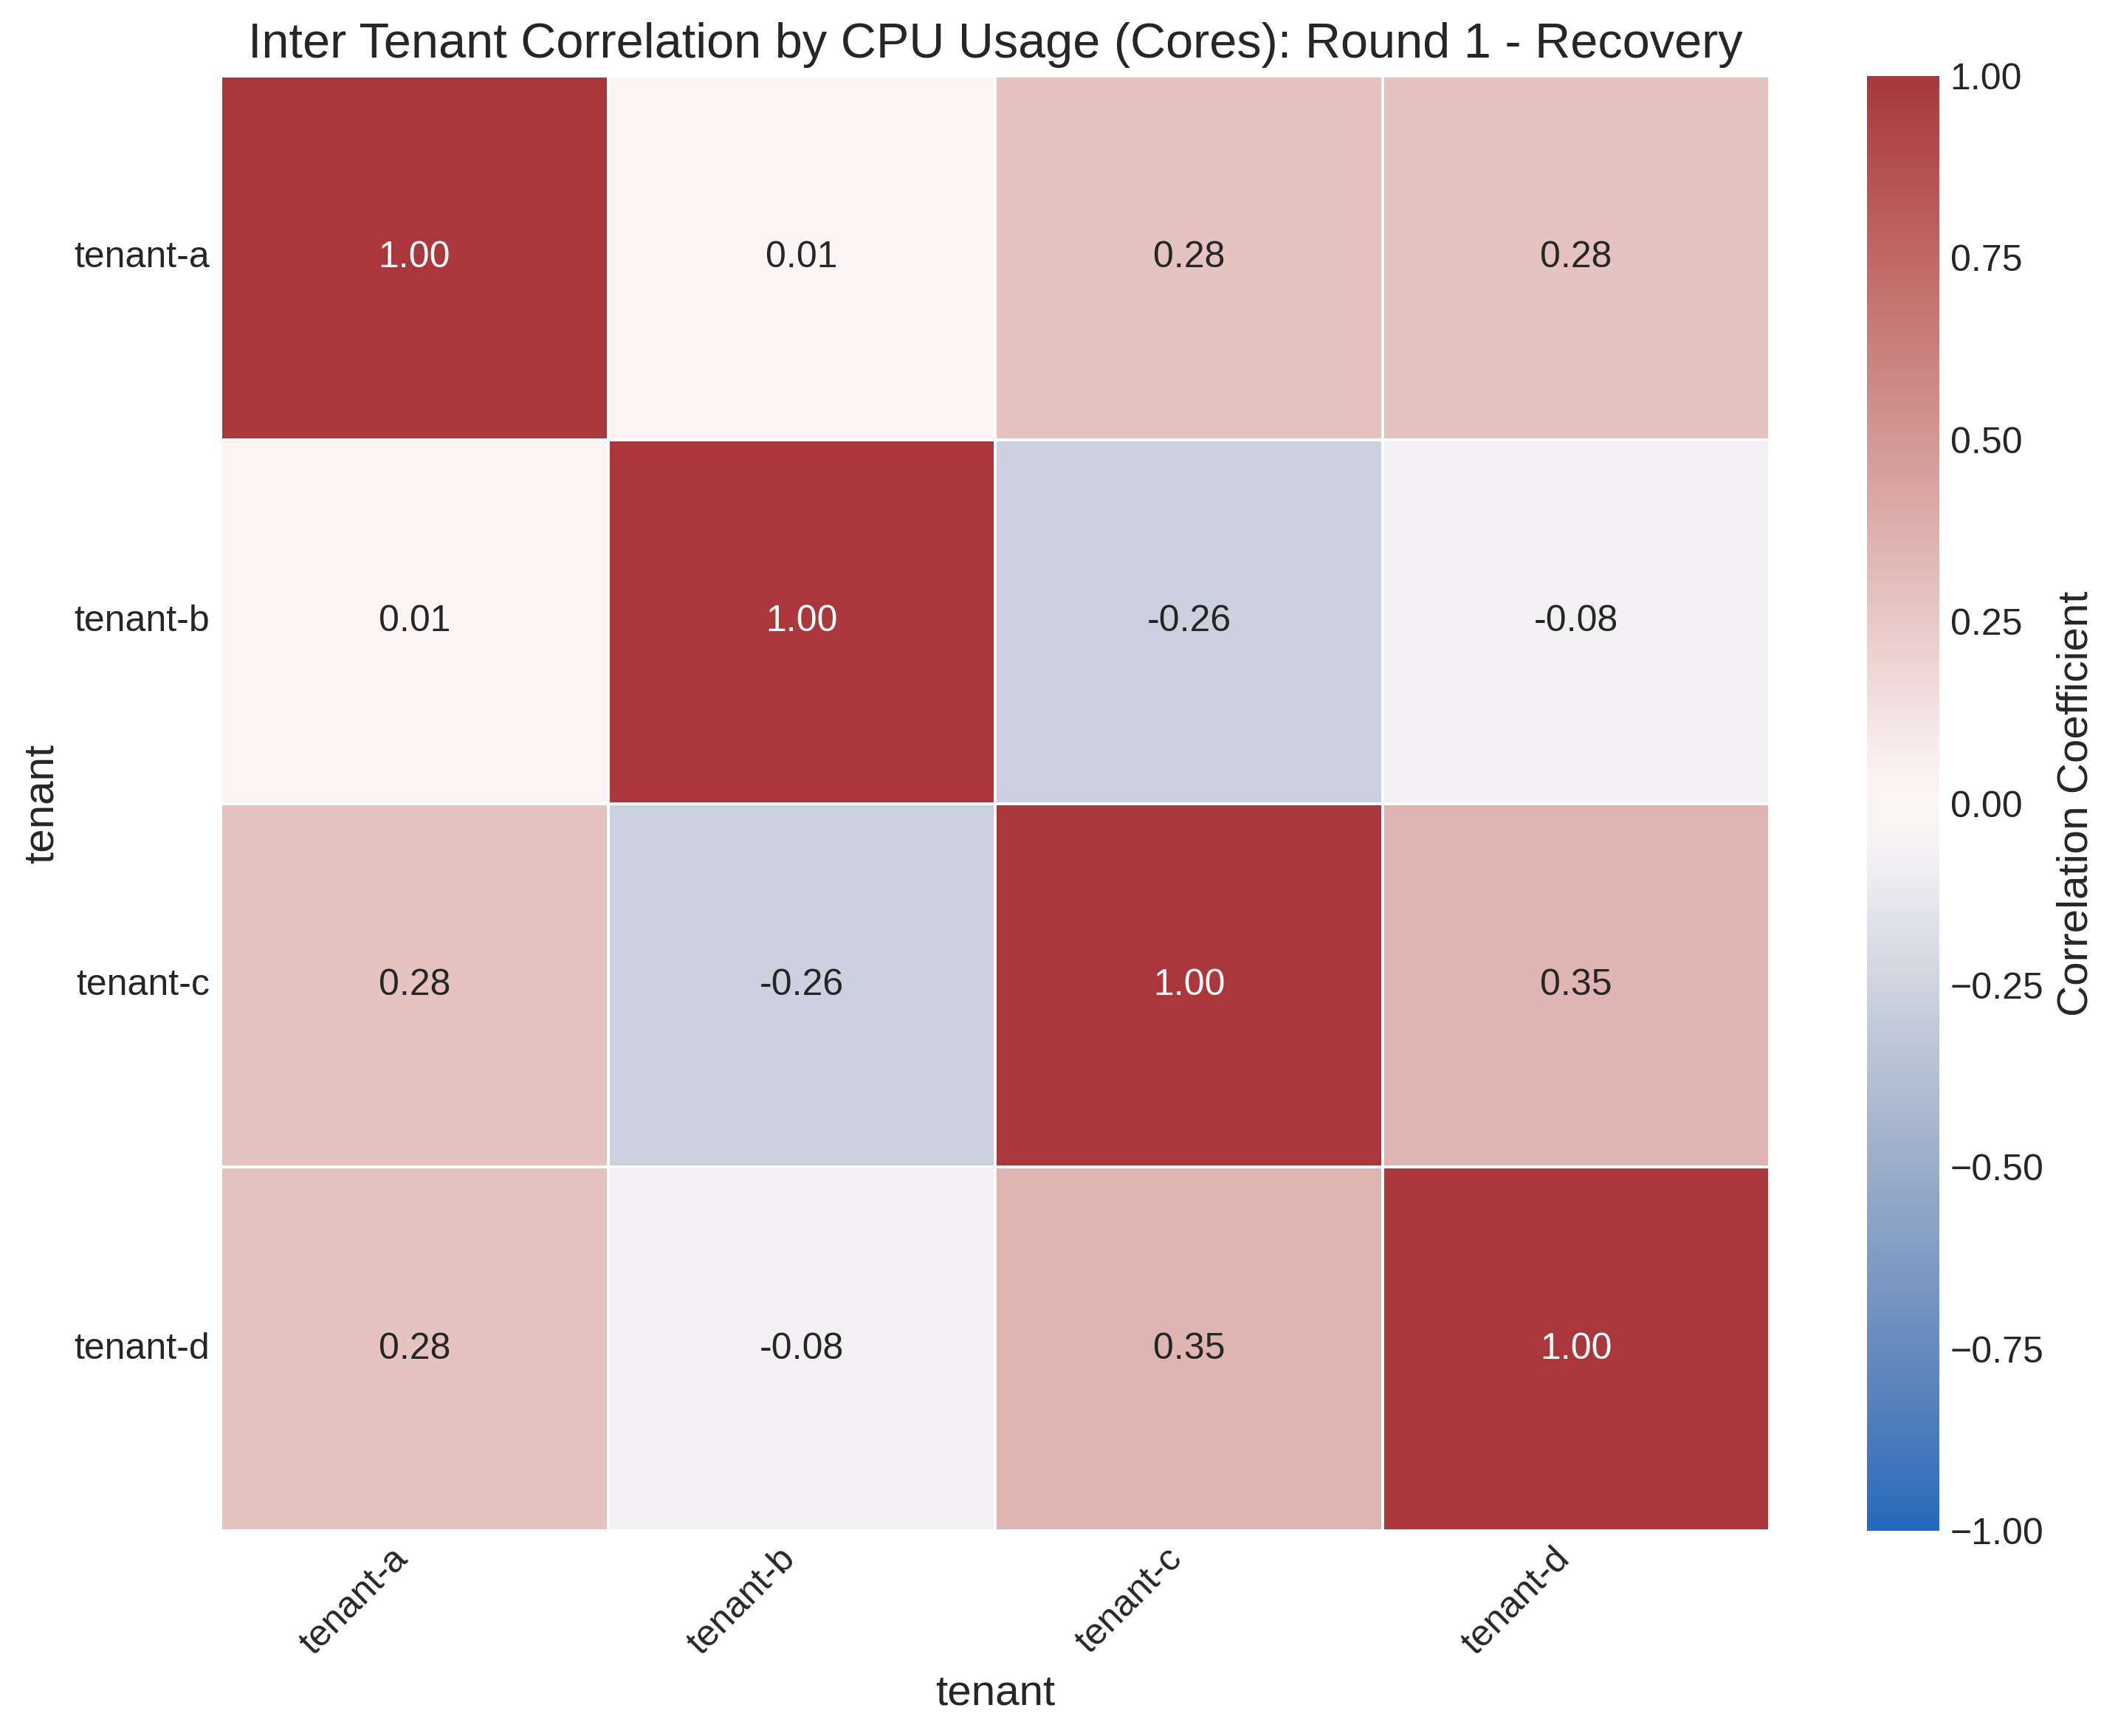 Inter Tenant Correlation by CPU Usage (Cores): Round 1 - Recovery
tenant-a 1.00 0.01 0.28 0.28
tenant-b 0.01 1.00 -0.26 -0.08
tenant-c 0.28 -0.26 1.00 0.35
tenant-d 0.28 -0.08 0.35 1.00
tenant
tenant-a tenant-b tenant-c tenant-d
tenant
1.00
0.75
0.50
0.25
0.00
−0.25
−0.50
−0.75
−1.00
Correlation Coefficient